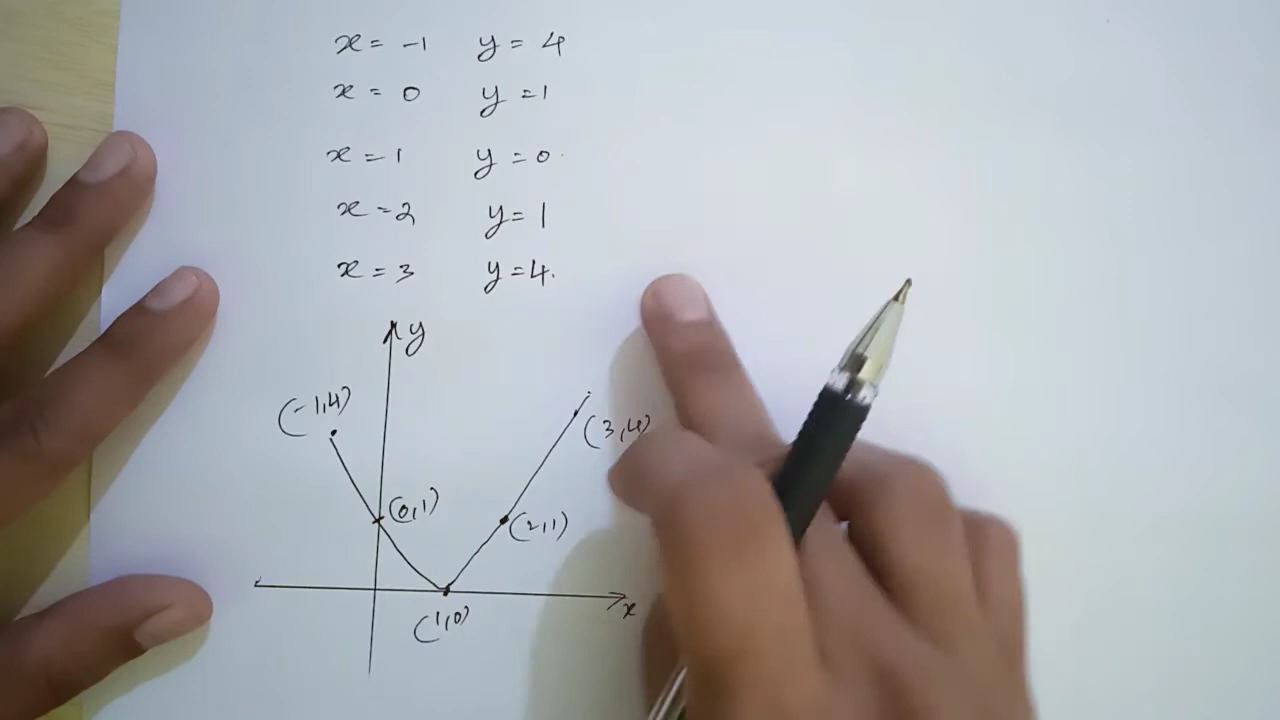 x = -1 y = 4
x = 0 y = 1
x = 1 y = 0
x = 2 y = 1
x = 3 y = 4.
y
(-1,4)
(3,4)
(0,1)
(2,1)
x
(1,0)